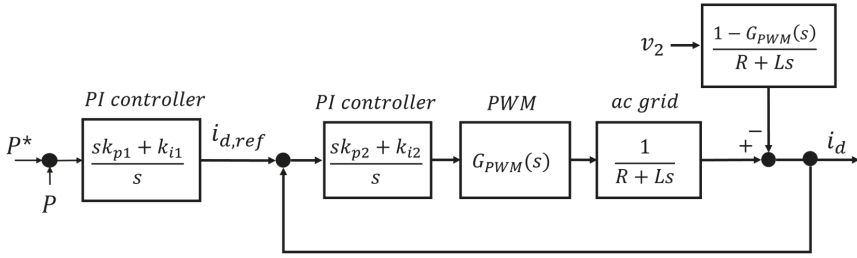 v₂
1 − G_PWM(s)
R + Ls
PI controller
PI controller
PWM
ac grid
P*
P
sk_p1 + k_i1
s
i_d,ref
sk_p2 + k_i2
s
G_PWM(s)
1
R + Ls
+
−
i_d